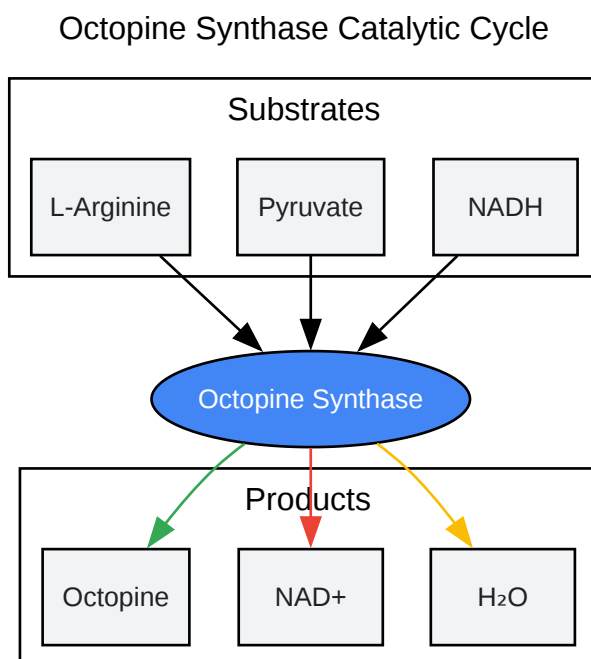 Octopine Synthase Catalytic Cycle
Substrates
L-Arginine
Pyruvate
NADH
Octopine Synthase
Products
Octopine
NAD+
H₂O